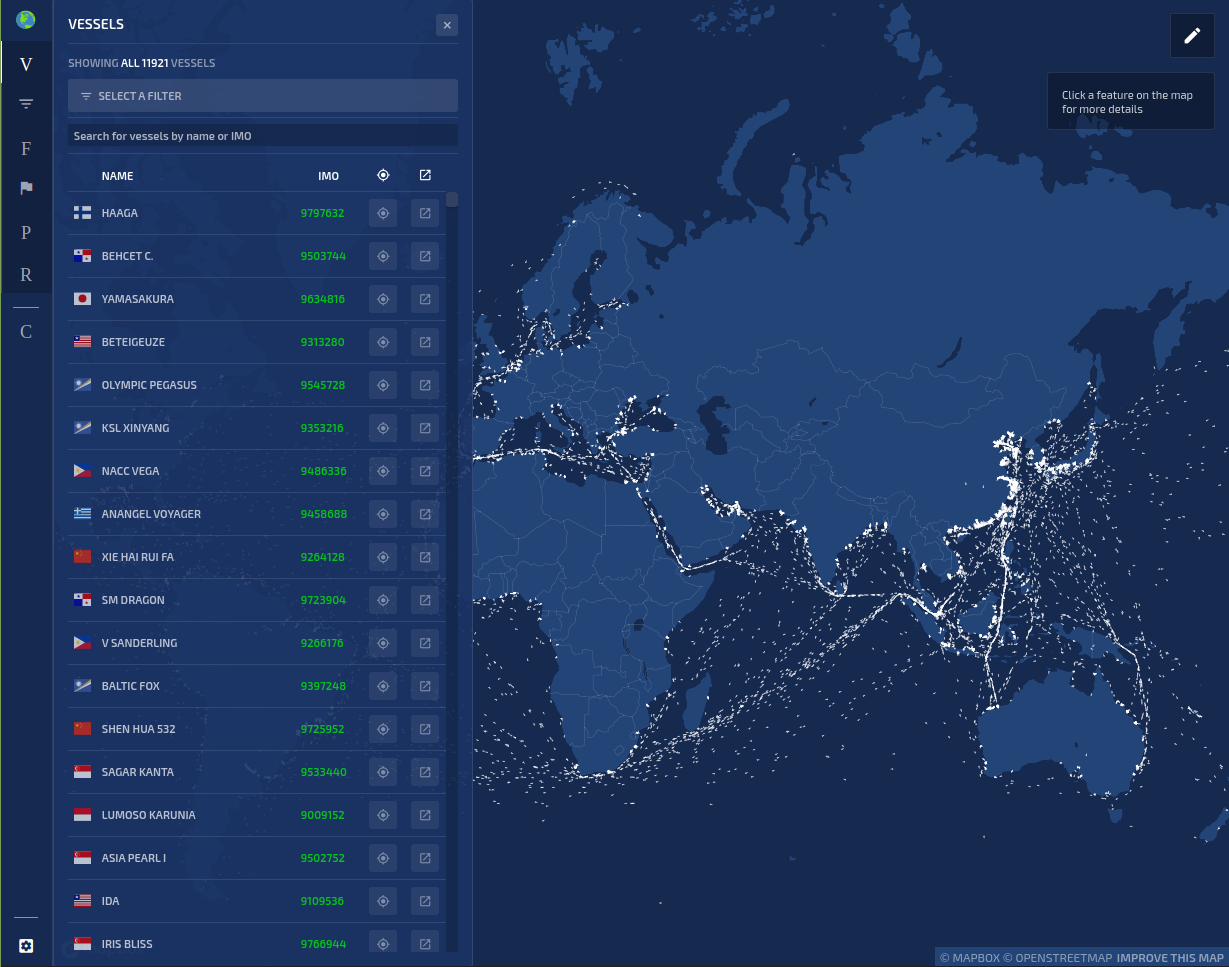 VESSELS
SHOWING ALL 11921 VESSELS
SELECT A FILTER
Search for vessels by name or IMO
NAME IMO
HAAGA 9797632
BEHCET C. 9503744
YAMASAKURA 9634816
BETEIGEUZE 9313280
OLYMPIC PEGASUS 9545728
KSL XINYANG 9353216
NACC VEGA 9486336
ANANGEL VOYAGER 9458688
XIE HAI RUI FA 9264128
SM DRAGON 9723904
V SANDERLING 9266176
BALTIC FOX 9397248
SHEN HUA 532 9725952
SAGAR KANTA 9533440
LUMOSO KARUNIA 9009152
ASIA PEARL I 9502752
IDA 9109536
IRIS BLISS 9766944
V
F
P
R
C
Click a feature on the map
for more details
© MAPBOX © OPENSTREETMAP IMPROVE THIS MAP